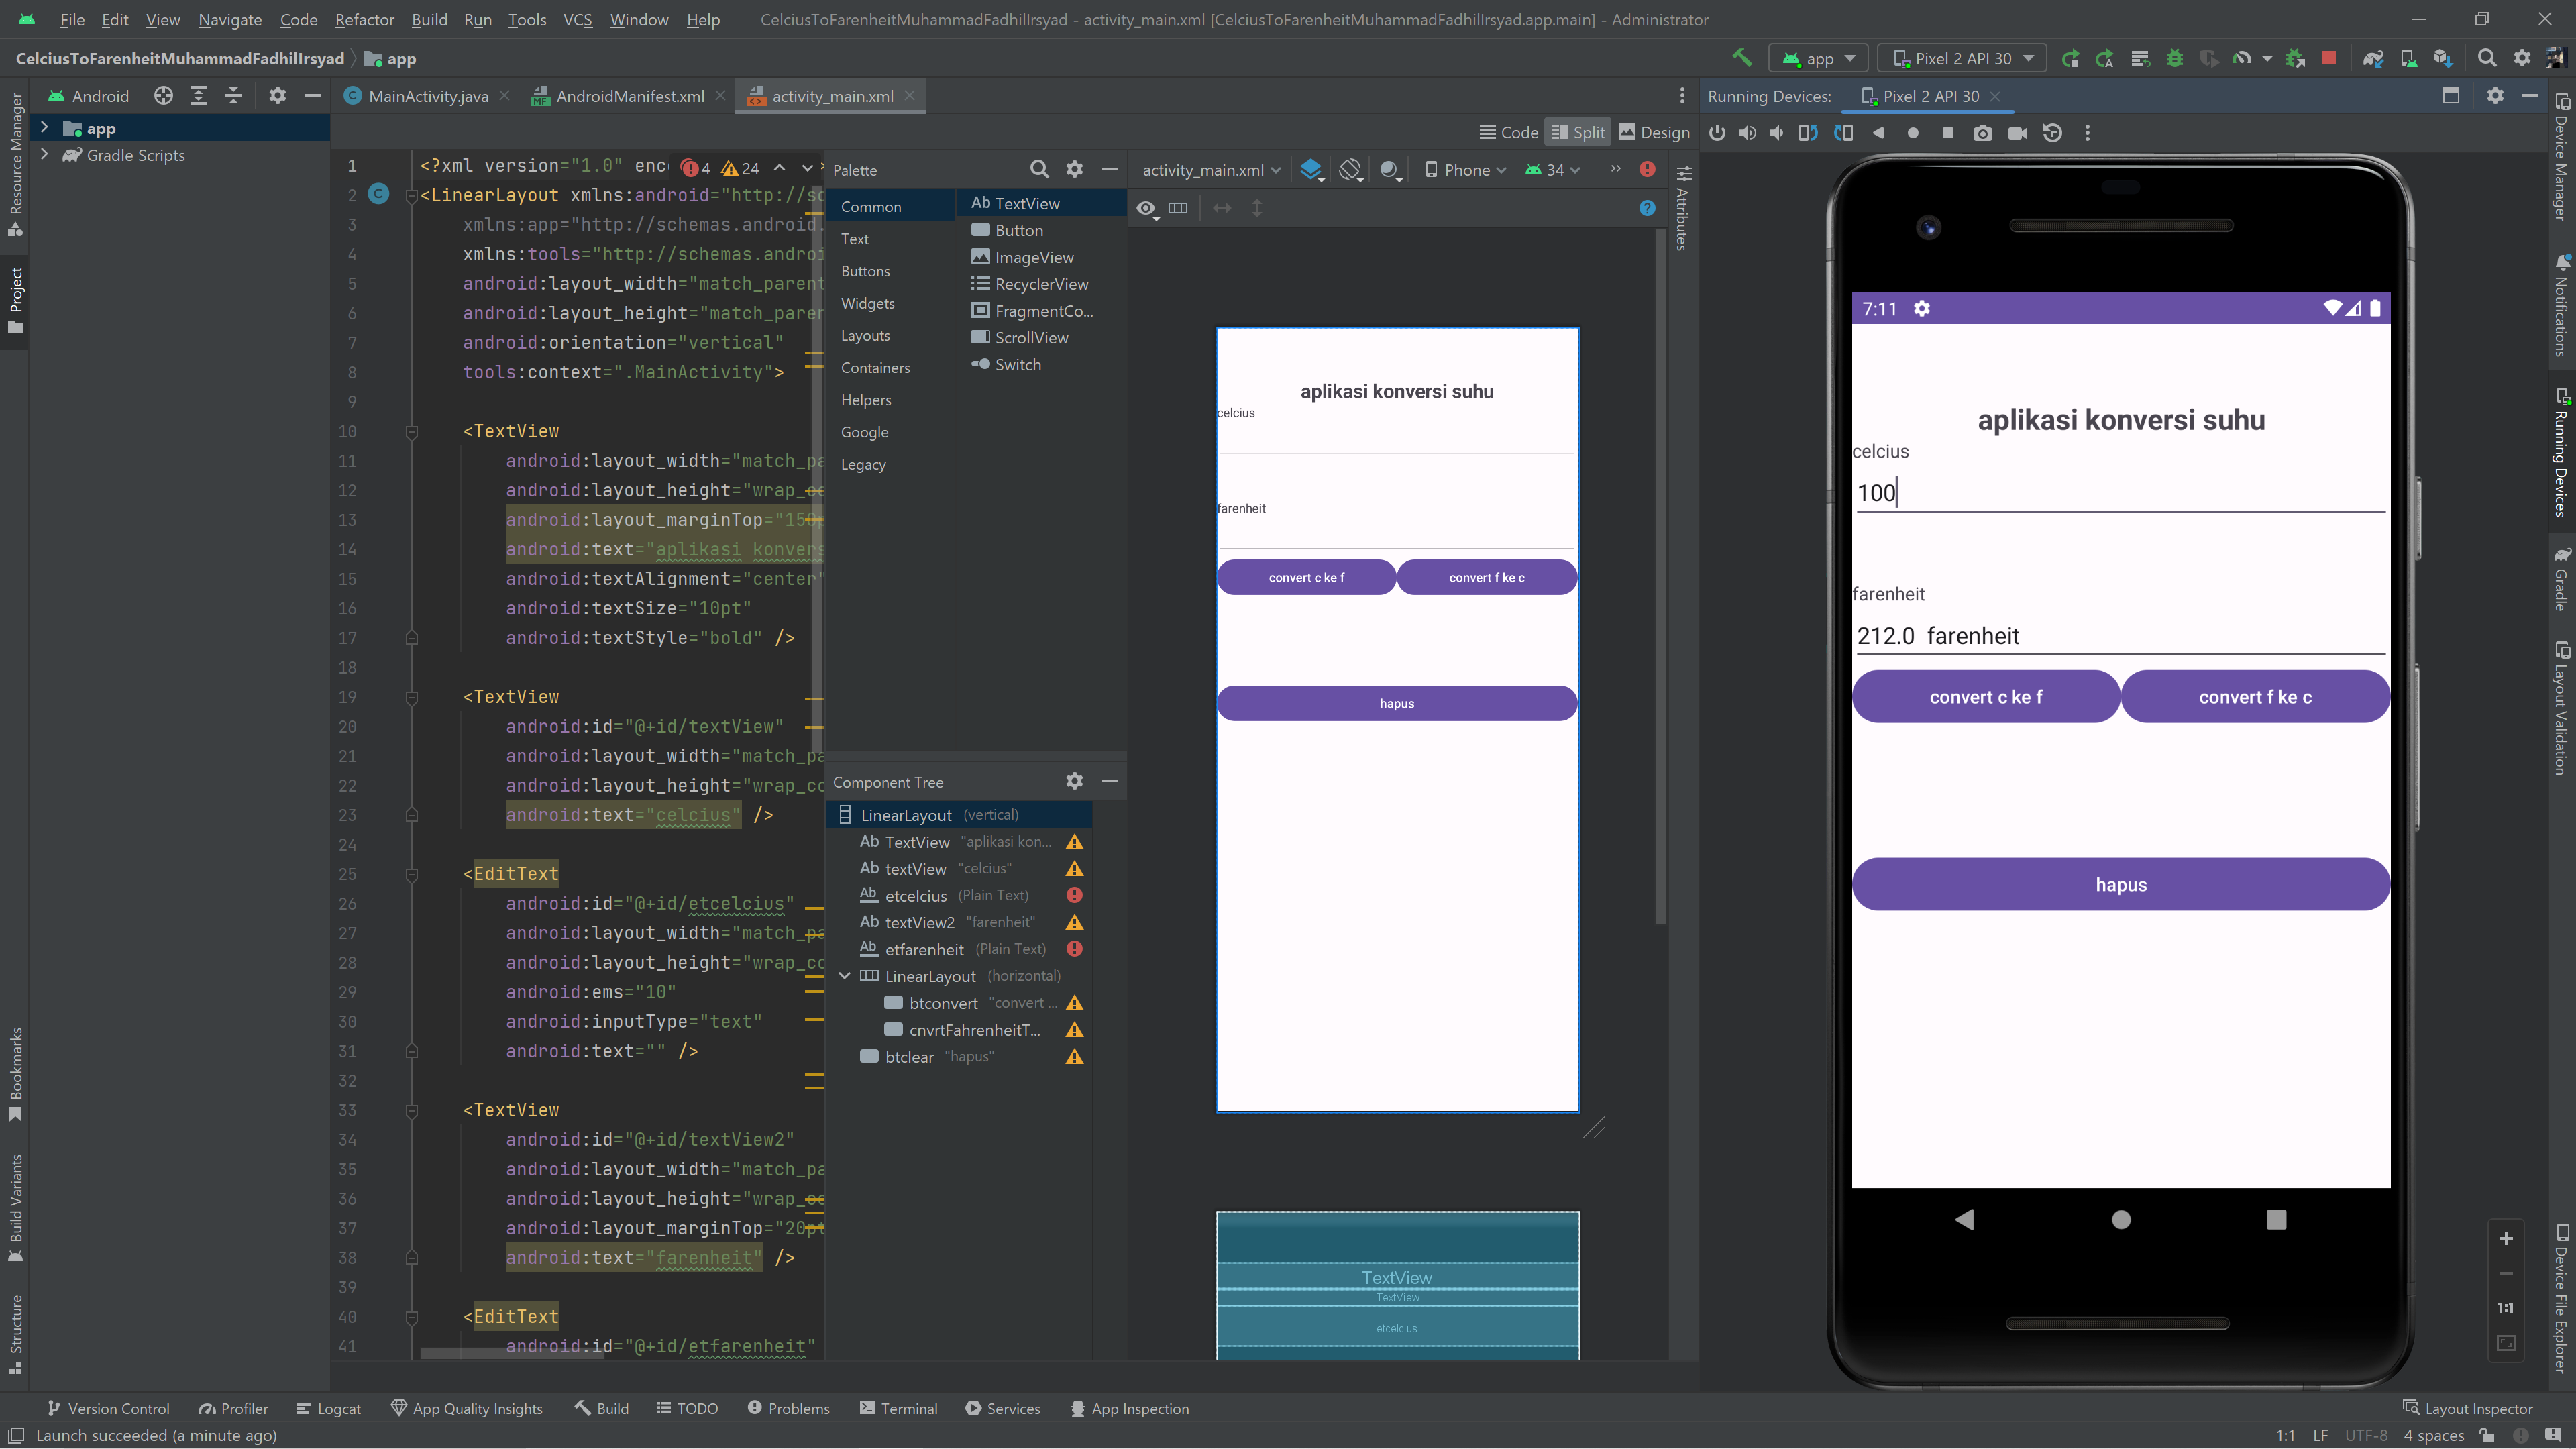 File Edit View Navigate Code Refactor Build Run Tools VCS Window Help CelciusToFarenheitMuhammadFadhilIrsyad - activity_main.xml [CelciusToFarenheitMuhammadFadhilIrsyad.app.main] - Administrator
CelciusToFarenheitMuhammadFadhilIrsyad app
app Pixel 2 API 30
Android
MainActivity.java AndroidManifest.xml activity_main.xml
Running Devices: Pixel 2 API 30
Code Split Design
Resource Manager
Project
Bookmarks
Build Variants
Structure
app
Gradle Scripts
4 24
1 <?xml version="1.0" enc
2 <LinearLayout xmlns:android="http://sc
3 xmlns:app="http://schemas.android.
4 xmlns:tools="http://schemas.androi
5 android:layout_width="match_parent
6 android:layout_height="match_paren
7 android:orientation="vertical"
8 tools:context=".MainActivity">
9
10 <TextView
11 android:layout_width="match_pa
12 android:layout_height="wrap_co
13 android:layout_marginTop="150p
14 android:text="aplikasi konvers
15 android:textAlignment="center"
16 android:textSize="10pt"
17 android:textStyle="bold" />
18
19 <TextView
20 android:id="@+id/textView"
21 android:layout_width="match_pa
22 android:layout_height="wrap_co
23 android:text="celcius" />
24
25 <EditText
26 android:id="@+id/etcelcius"
27 android:layout_width="match_pa
28 android:layout_height="wrap_co
29 android:ems="10"
30 android:inputType="text"
31 android:text="" />
32
33 <TextView
34 android:id="@+id/textView2"
35 android:layout_width="match_pa
36 android:layout_height="wrap_co
37 android:layout_marginTop="20pt
38 android:text="farenheit" />
39
40 <EditText
41 android:id="@+id/etfarenheit"
Palette
Common
Text
Buttons
Widgets
Layouts
Containers
Helpers
Google
Legacy
Ab TextView
Button
ImageView
RecyclerView
FragmentCo...
ScrollView
Switch
Component Tree
LinearLayout (vertical)
Ab TextView "aplikasi kon...
Ab textView "celcius"
Ab etcelcius (Plain Text)
Ab textView2 "farenheit"
Ab etfarenheit (Plain Text)
LinearLayout (horizontal)
btconvert "convert ...
cnvrtFahrenheitT...
btclear "hapus"
activity_main.xml Phone 34
aplikasi konversi suhu
celcius
farenheit
convert c ke f convert f ke c
hapus
TextView
TextView
etcelcius
Attributes
7:11
aplikasi konversi suhu
celcius
100
farenheit
212.0 farenheit
convert c ke f convert f ke c
hapus
1:1
Device Manager
Notifications
Running Devices
Gradle
Layout Validation
Device File Explorer
Version Control Profiler Logcat App Quality Insights Build TODO Problems Terminal Services App Inspection Layout Inspector
Launch succeeded (a minute ago) 1:1 LF UTF-8 4 spaces